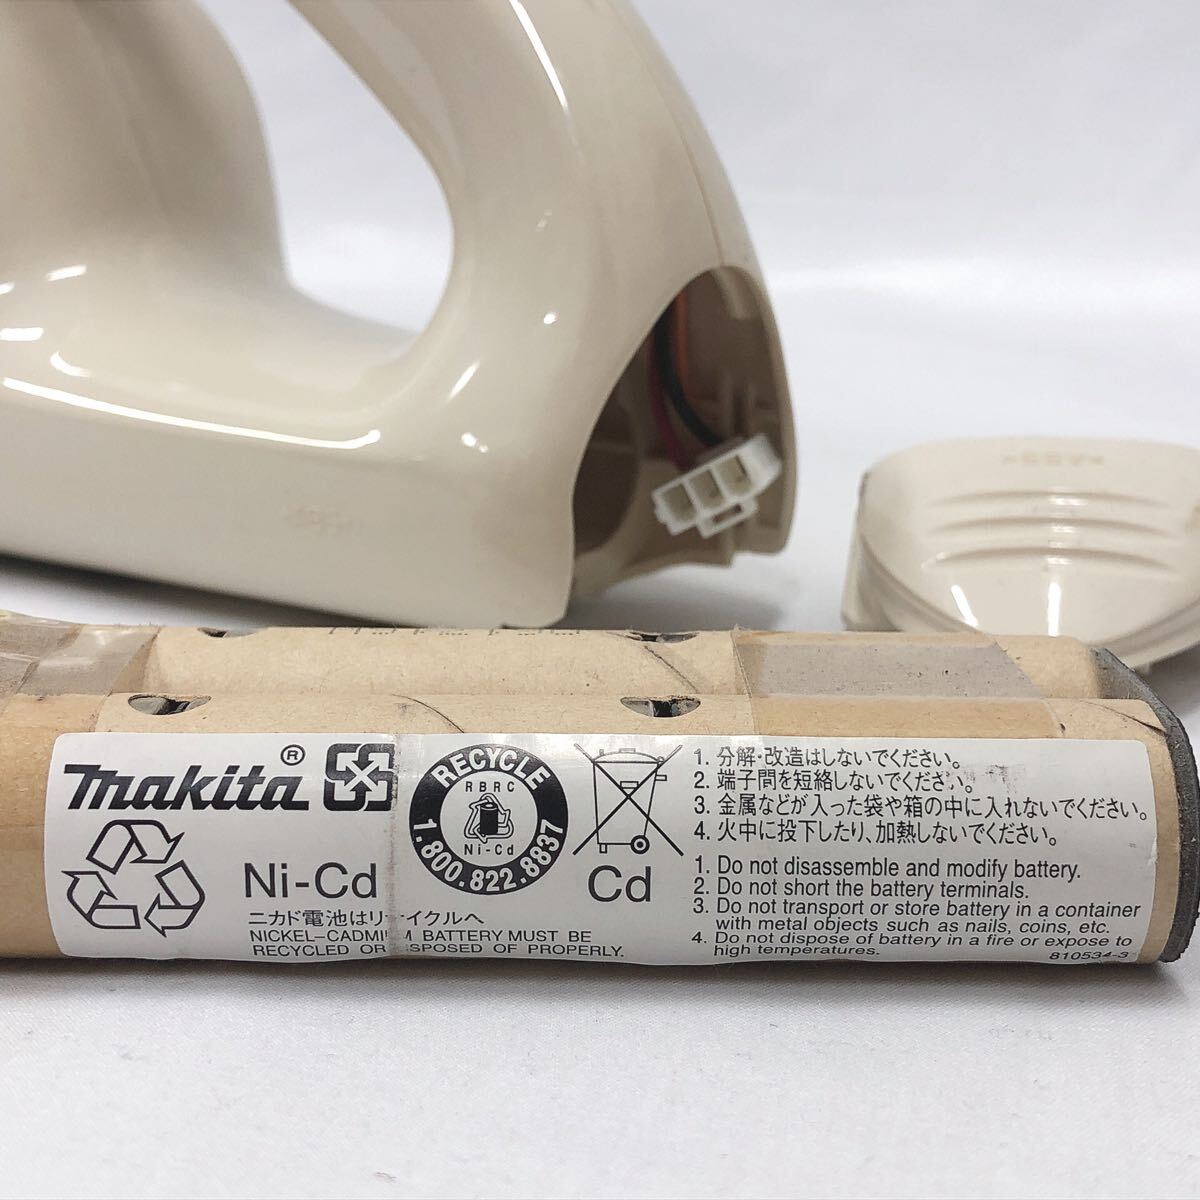 makita®
Ni-Cd
ニカド電池はリサイクルへ
NICKEL-CADMI M BATTERY MUST BE
RECYCLED OR ISPOSED OF PROPERLY.
RECYCLE
RBRC
Ni-Cd
1.800.822.8837
Cd
1. 分解・改造はしないでください。
2. 端子間を短絡しないでください。
3. 金属などが入った袋や箱の中に入れないでください。
4. 火中に投下したり、加熱しないでください。
1. Do not disassemble and modify battery.
2. Do not short the battery terminals.
3. Do not transport or store battery in a container
with metal objects such as nails, coins, etc.
4. Do not dispose of battery in a fire or expose to
high temperatures.
810534-3